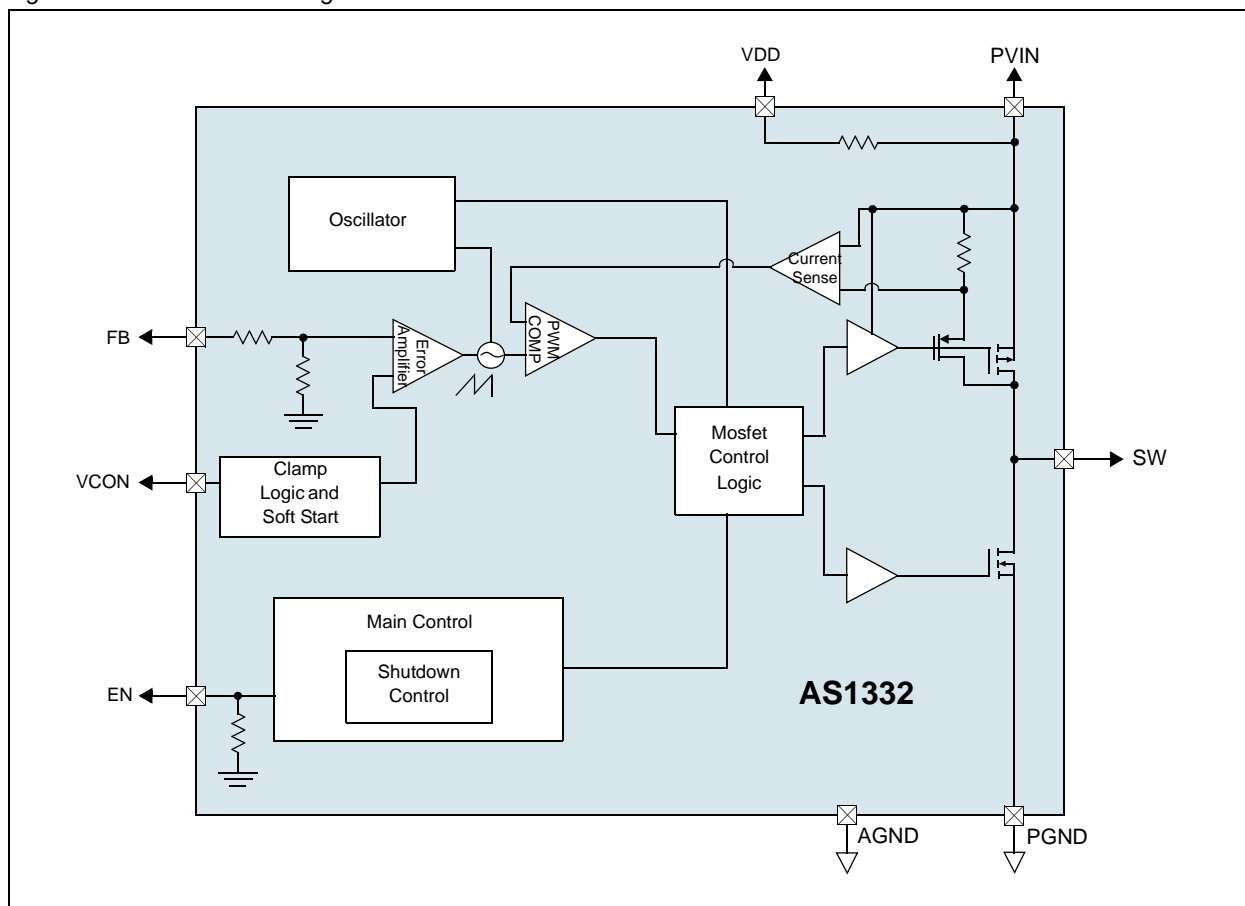 VDD
PVIN
Oscillator
Current
Sense
FB
Error
Amplifier
PWM
COMP
Mosfet
Control
Logic
SW
VCON
Clamp
Logic and
Soft Start
Main Control
Shutdown
Control
EN
AS1332
AGND
PGND